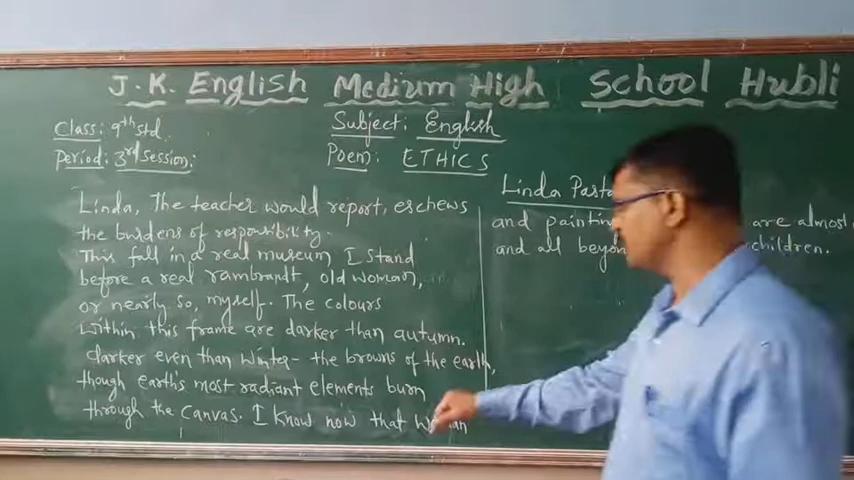 J.K. English Medium High School Hubli
Class: 9th Std.
Subject: English
Period: 3rd Session:
Poem: ETHICS
Linda, The teacher would report, eschews
the burdens of responsibility.
This fall in a real museum I stand
before a real rambrandt, old woman,
or nearly so, myself. The colours
within this frame are darker than autumn.
darker even than winter - the browns of the earth,
though earth's most radiant elements burn
through the Canvas. I know now that
Linda
and painting are almost
and all children.